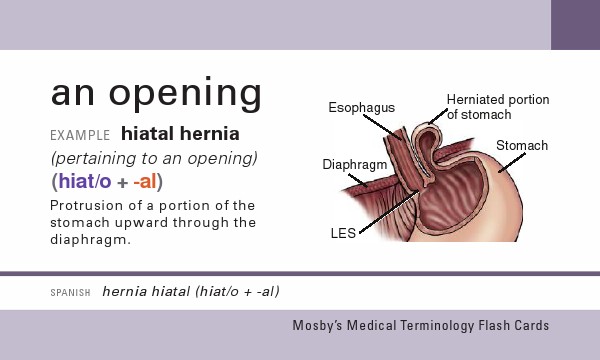 an opening
EXAMPLE hiatal hernia
(pertaining to an opening)
(hiat/o + -al)
Protrusion of a portion of the
stomach upward through the
diaphragm.
Esophagus
Herniated portion
of stomach
Stomach
Diaphragm
LES
SPANISH hernia hiatal (hiat/o + -al)
Mosby's Medical Terminology Flash Cards